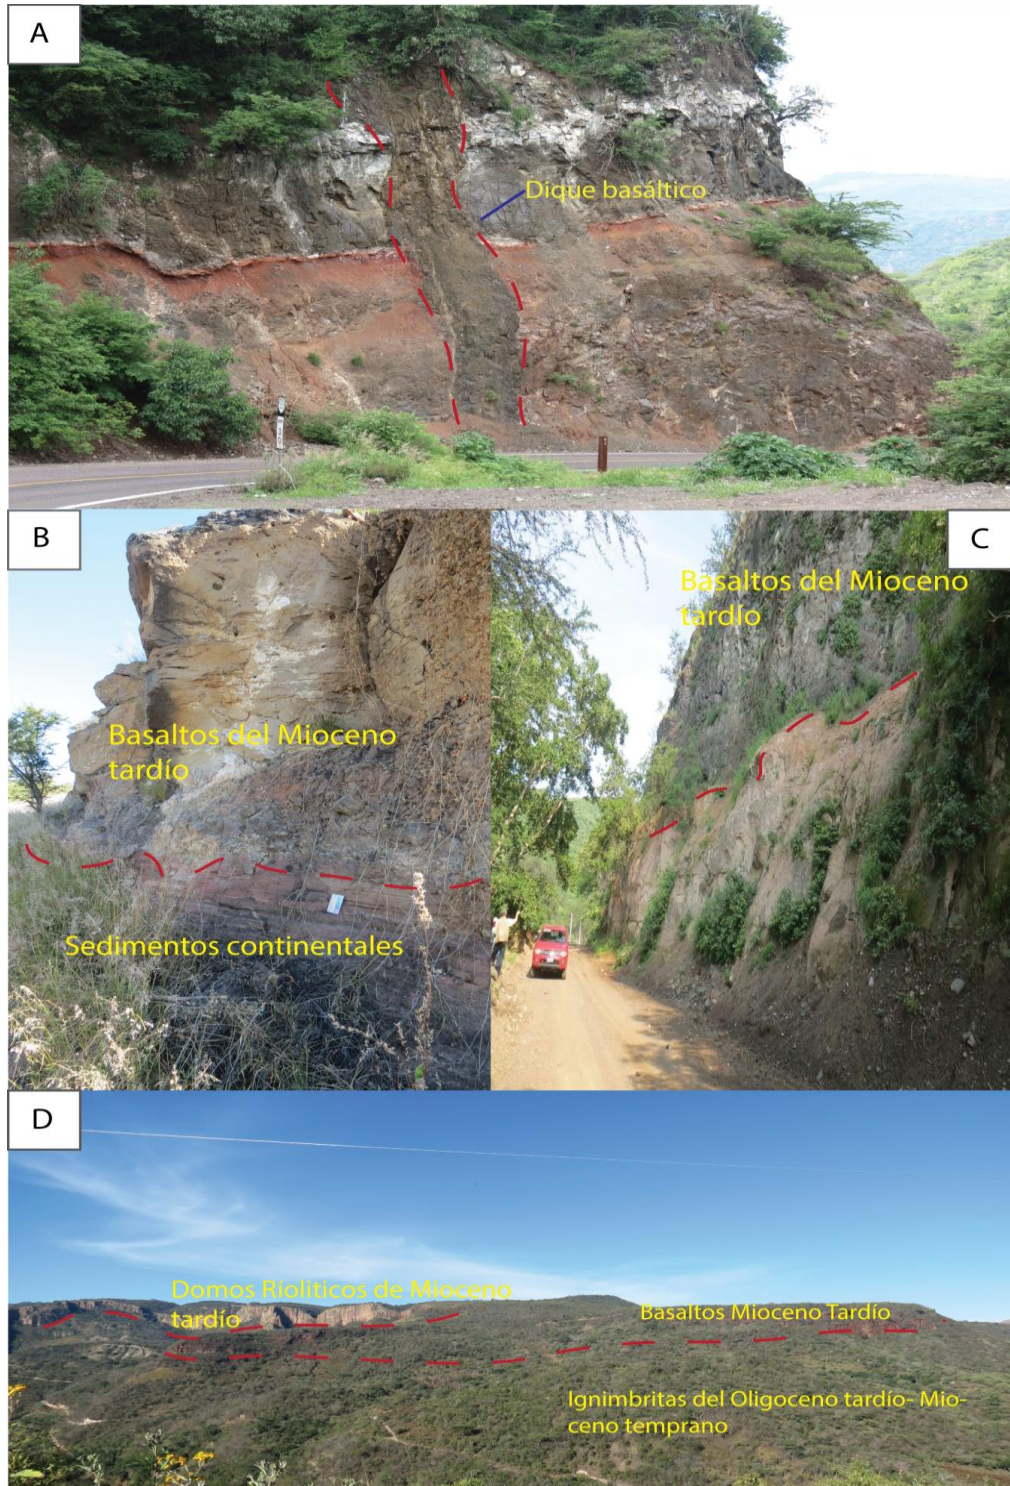 A
Dique basáltico
B
C
Basaltos del Mioceno
tardío
Basaltos del Mioceno
tardío
Sedimentos continentales
D
Domos Ríoliticos de Mioceno
tardío
Basaltos Mioceno Tardío
Ignimbritas del Oligoceno tardío- Mio-
ceno temprano